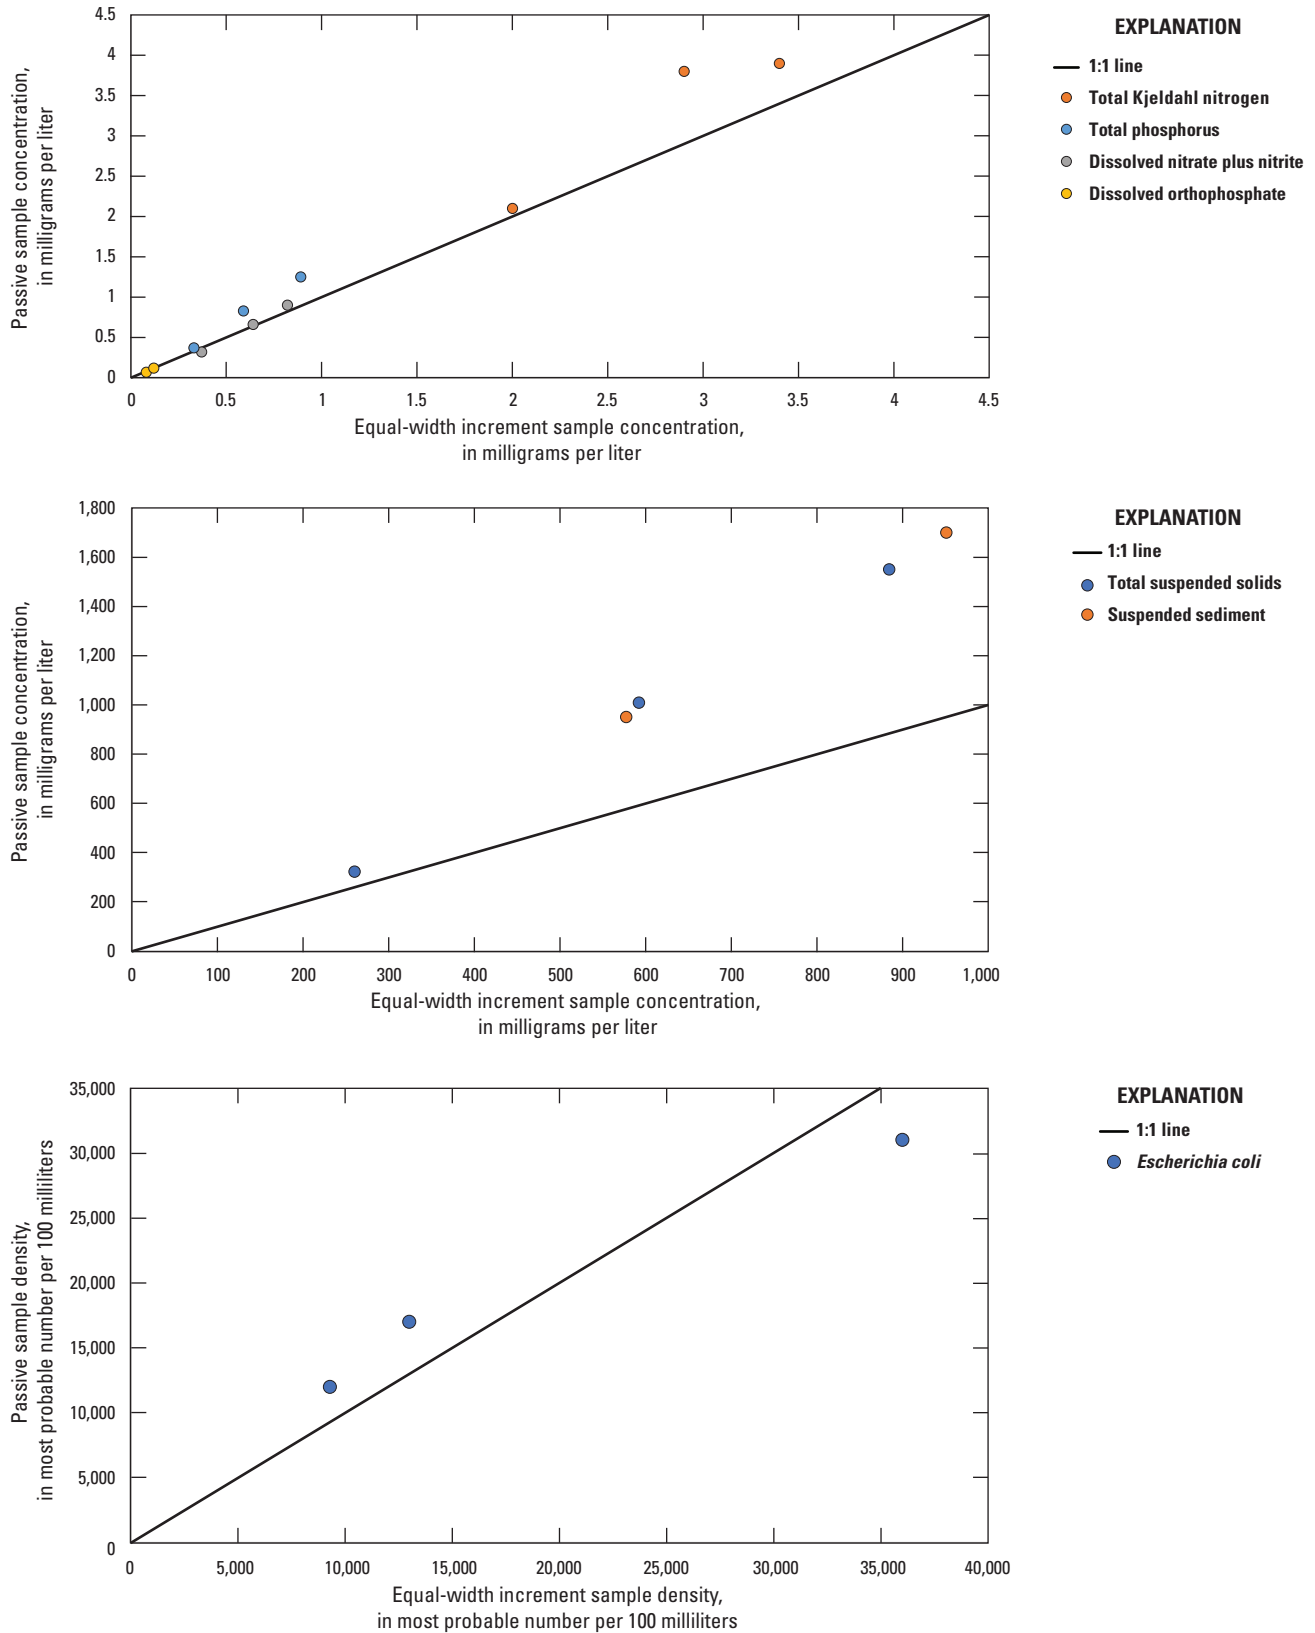 Passive sample concentration,
in milligrams per liter
4.5
4
3.5
3
2.5
2
1.5
1
0.5
0
0 0.5 1 1.5 2 2.5 3 3.5 4 4.5
Equal-width increment sample concentration,
in milligrams per liter
EXPLANATION
1:1 line
Total Kjeldahl nitrogen
Total phosphorus
Dissolved nitrate plus nitrite
Dissolved orthophosphate
Passive sample concentration,
in milligrams per liter
1,800
1,600
1,400
1,200
1,000
800
600
400
200
0
0 100 200 300 400 500 600 700 800 900 1,000
Equal-width increment sample concentration,
in milligrams per liter
EXPLANATION
1:1 line
Total suspended solids
Suspended sediment
Passive sample density,
in most probable number per 100 milliliters
35,000
30,000
25,000
20,000
15,000
10,000
5,000
0
0 5,000 10,000 15,000 20,000 25,000 30,000 35,000 40,000
Equal-width increment sample density,
in most probable number per 100 milliliters
EXPLANATION
1:1 line
Escherichia coli